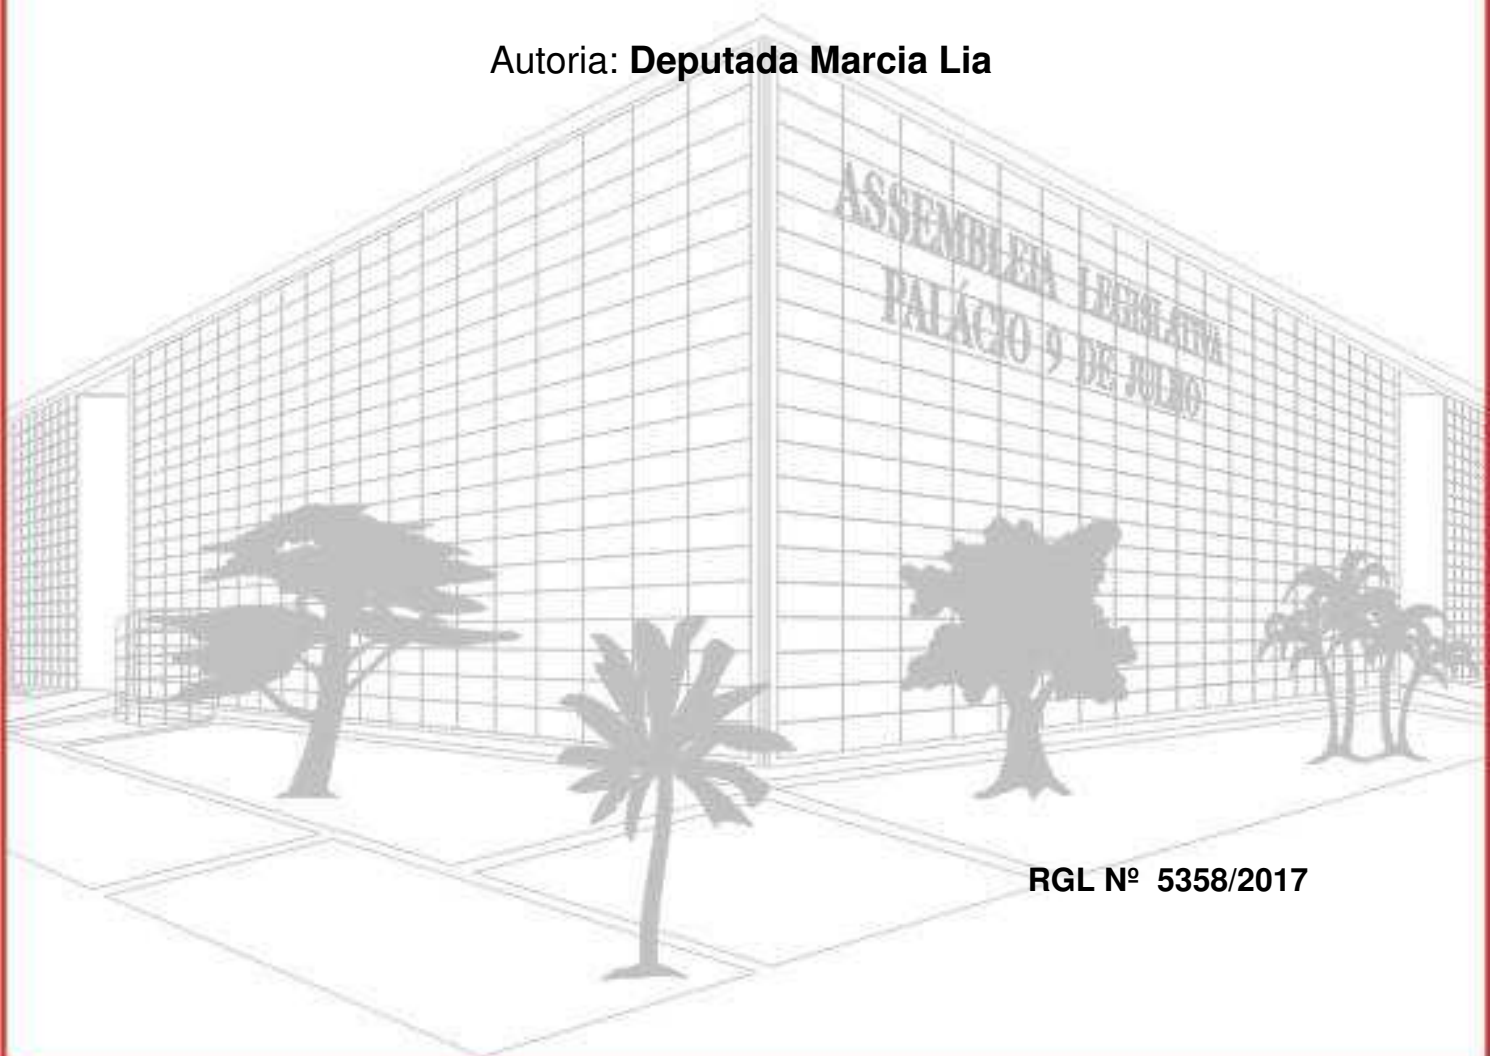 Autoria: Deputada Marcia Lia
ASSEMBLEIA LEGISLATIVA
PALÁCIO 9 DE JULHO
RGL Nº 5358/2017